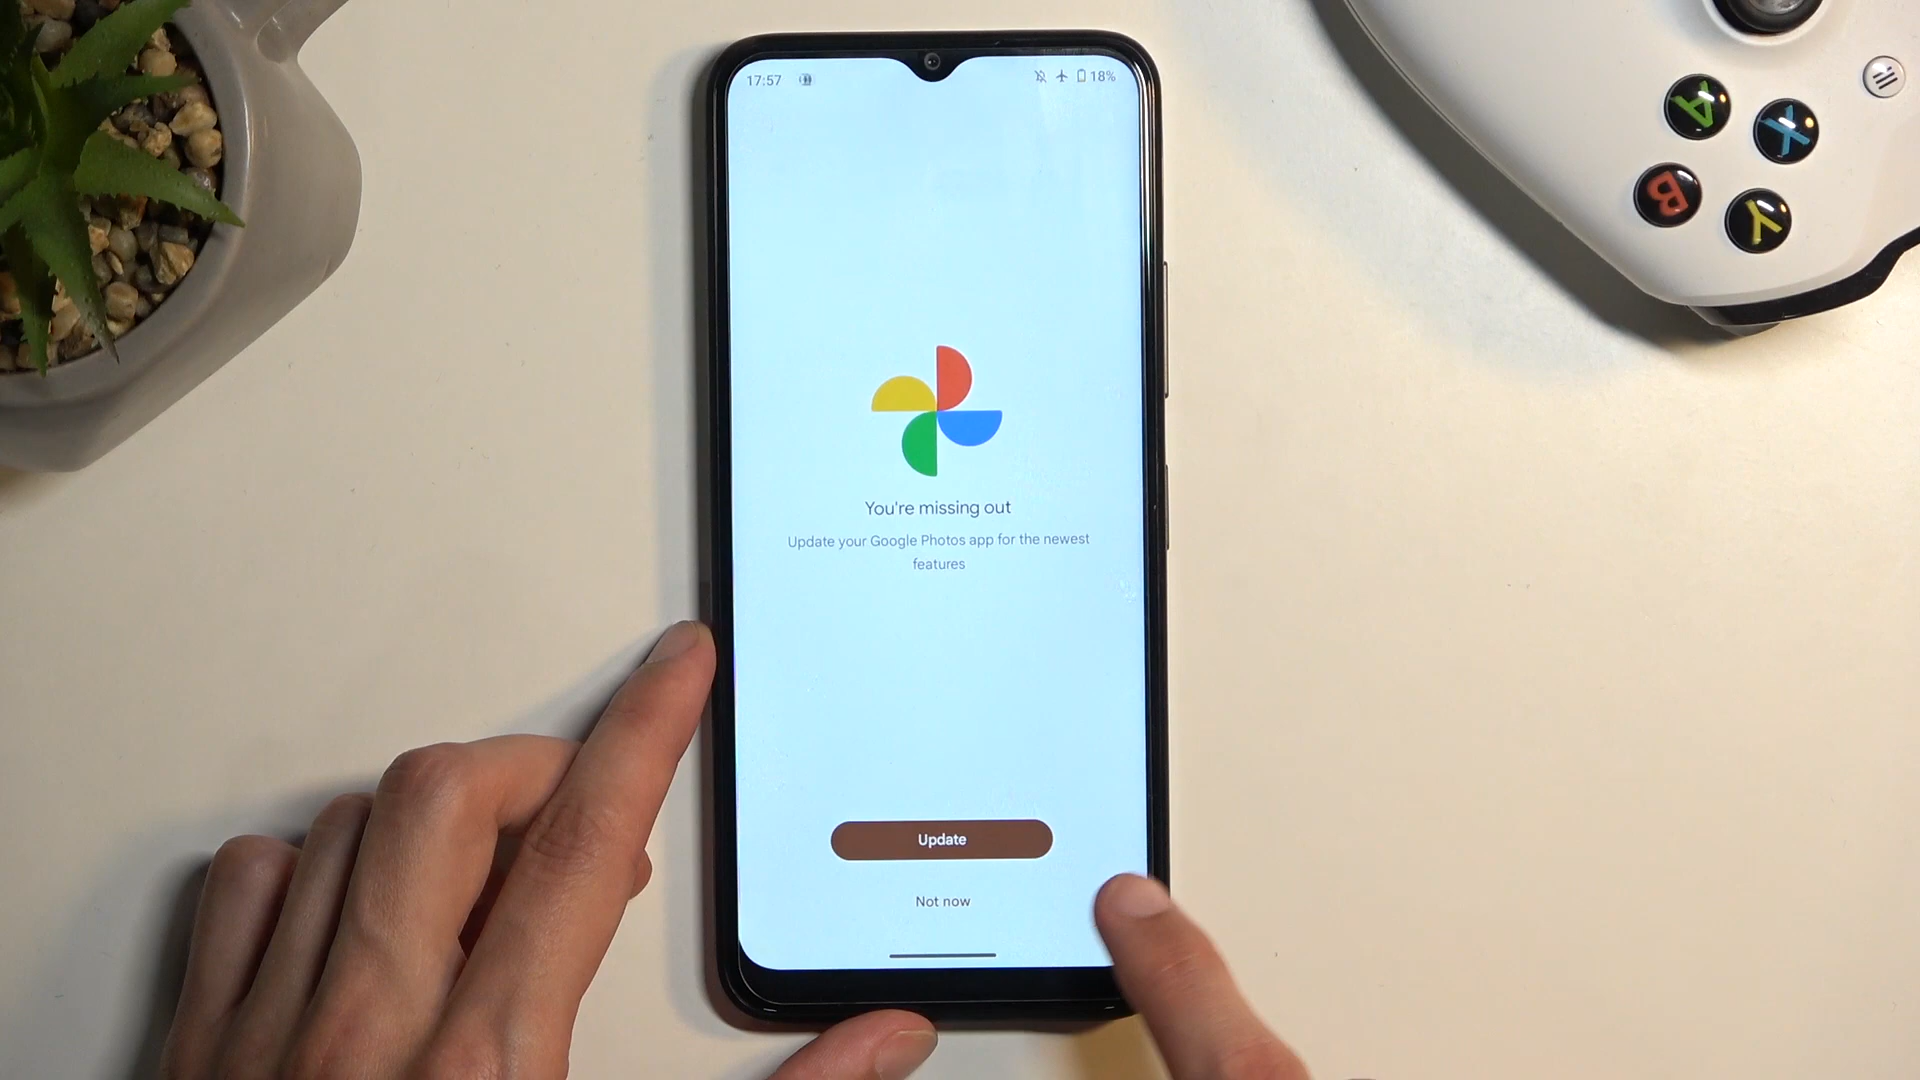 17:57
18%
You're missing out
Update your Google Photos app for the newest
features
Update
Not now
A
X
B
Y